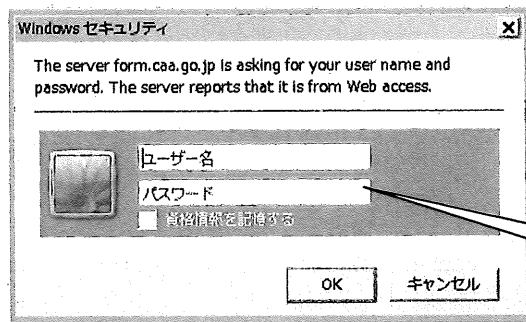 Windows セキュリティ
The server form.caa.go.jp is asking for your user name and
password. The server reports that it is from Web access.
ユーザー名
パスワード
資格情報を記憶する
OK
キャンセル